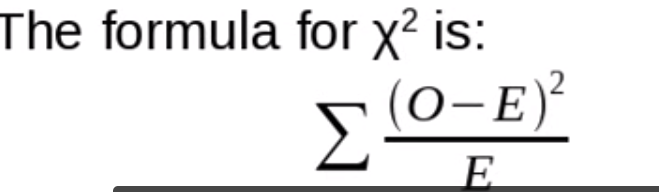 The formula for χ² is:
∑ (O−E)² / E